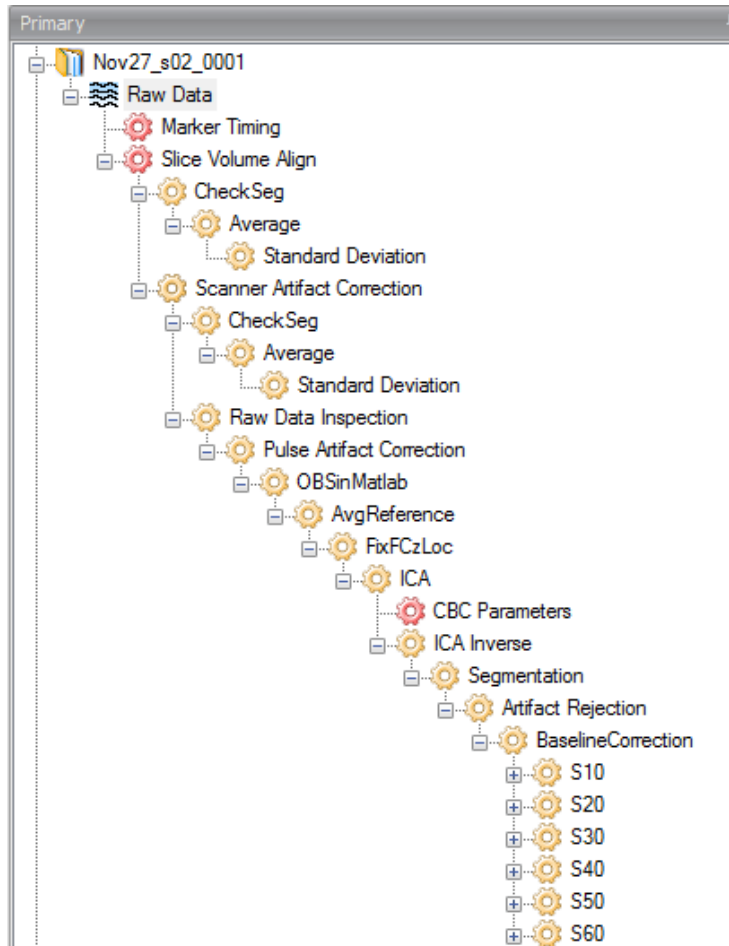 Primary
Nov27_s02_0001
Raw Data
Marker Timing
Slice Volume Align
CheckSeg
Average
Standard Deviation
Scanner Artifact Correction
CheckSeg
Average
Standard Deviation
Raw Data Inspection
Pulse Artifact Correction
OBSinMatlab
AvgReference
FixFCzLoc
ICA
CBC Parameters
ICA Inverse
Segmentation
Artifact Rejection
BaselineCorrection
S10
S20
S30
S40
S50
S60